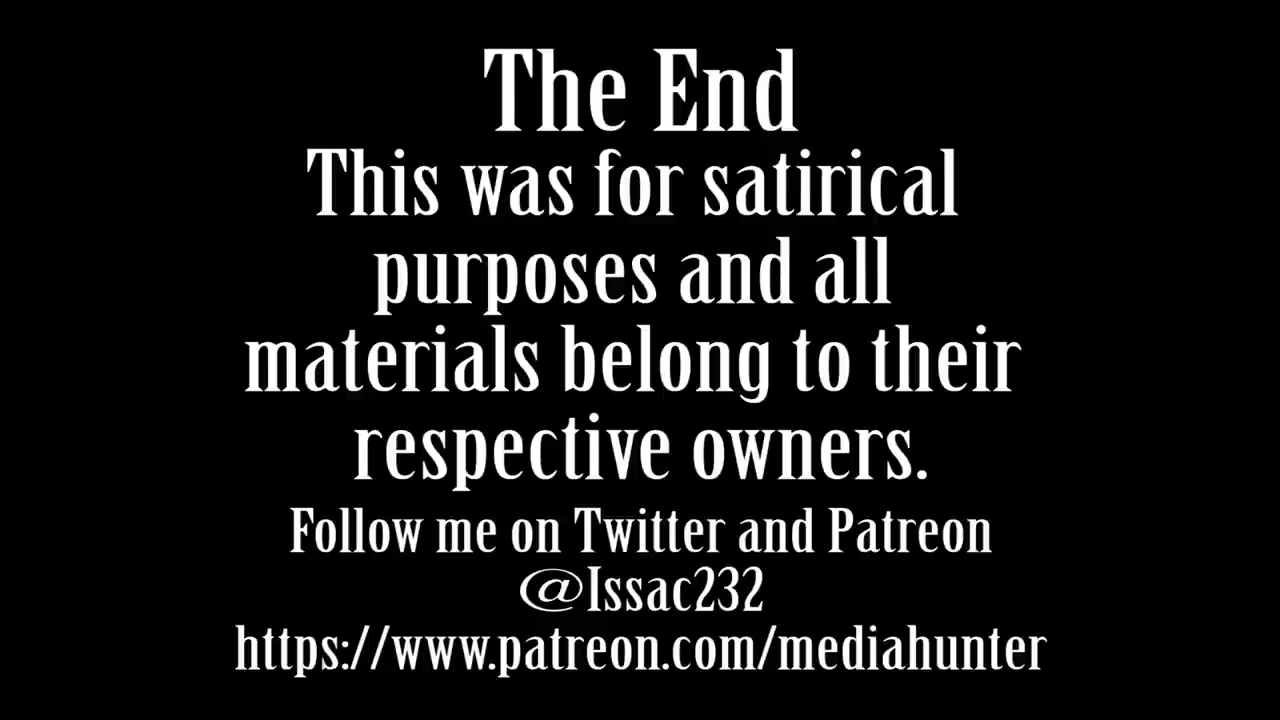 The End
This was for satirical
purposes and all
materials belong to their
respective owners.
Follow me on Twitter and Patreon
@Issac232
https://www.patreon.com/mediahunter